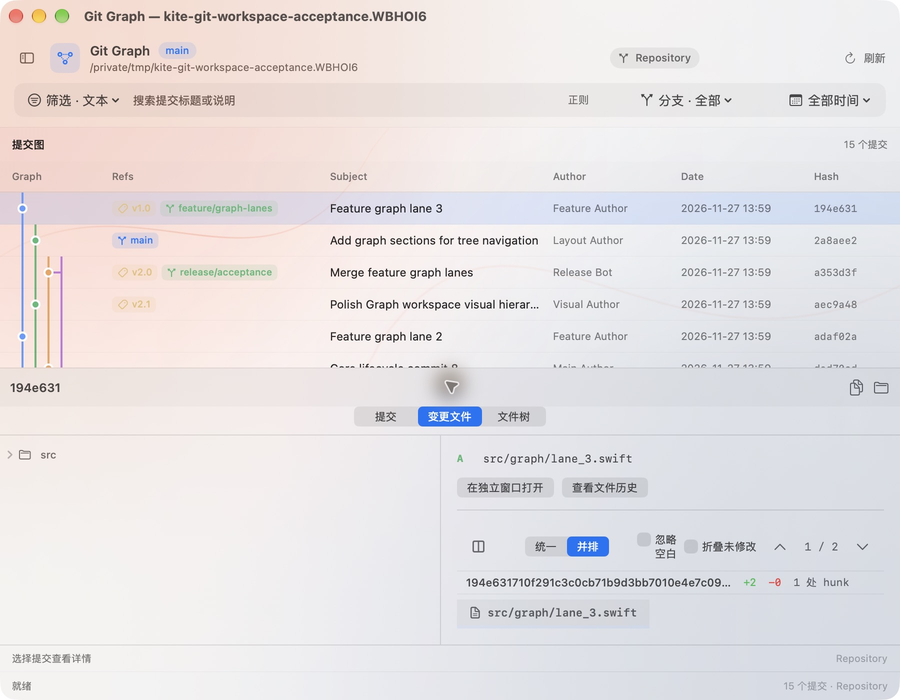 Git Graph — kite-git-workspace-acceptance.WBHOI6
Git Graph main
/private/tmp/kite-git-workspace-acceptance.WBHOI6
Repository
刷新
筛选 · 文本 搜索提交标题或说明 正则 分支 · 全部 全部时间
提交图 15 个提交
Graph Refs Subject Author Date Hash
v1.0 feature/graph-lanes Feature graph lane 3 Feature Author 2026-11-27 13:59 194e631
main Add graph sections for tree navigation Layout Author 2026-11-27 13:59 2a8aee2
v2.0 release/acceptance Merge feature graph lanes Release Bot 2026-11-27 13:59 a353d3f
v2.1 Polish Graph workspace visual hierar... Visual Author 2026-11-27 13:59 aec9a48
Feature graph lane 2 Feature Author 2026-11-27 13:59 adaf02a
194e631
提交 变更文件 文件树
src
A src/graph/lane_3.swift
在独立窗口打开 查看文件历史
统一 并排 忽略空白 折叠未修改 1 / 2
194e631710f291c3c0cb71b9d3bb7010e4e7c09... +2 −0 1 处 hunk
src/graph/lane_3.swift
选择提交查看详情 Repository
就绪 15 个提交 · Repository